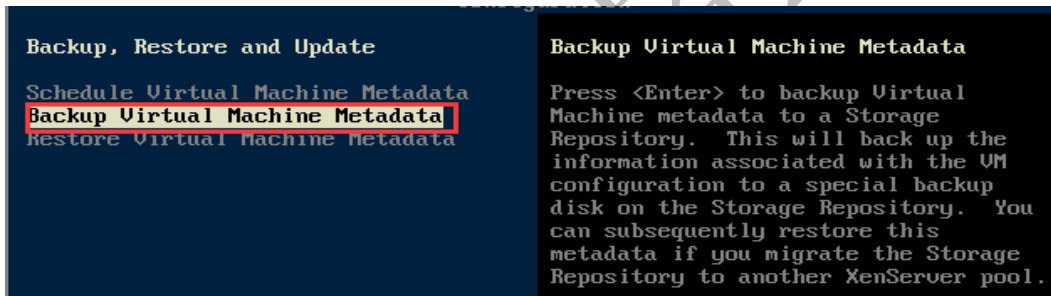 Backup, Restore and Update
Schedule Virtual Machine Metadata
Backup Virtual Machine Metadata
Restore Virtual Machine Metadata
Backup Virtual Machine Metadata
Press <Enter> to backup Virtual
Machine metadata to a Storage
Repository.  This will back up the
information associated with the VM
configuration to a special backup
disk on the Storage Repository.  You
can subsequently restore this
metadata if you migrate the Storage
Repository to another XenServer pool.